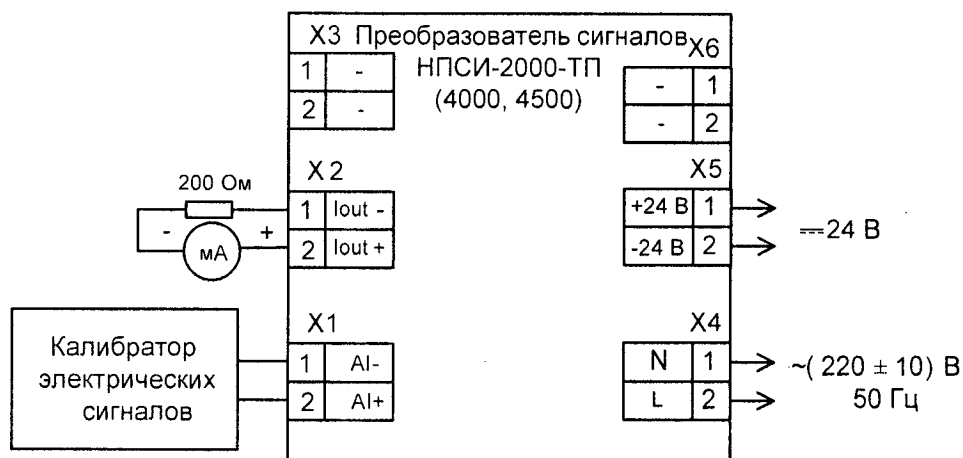 X3 Преобразователь сигналов X6
НПСИ-2000-ТП
(4000, 4500)
1 -
2 -
- 1
- 2
X2
200 Ом
1 Iout -
2 Iout +
- +
мА
X5
+24 В 1
-24 В 2
⎓24 В
X1
Калибратор
электрических
сигналов
1 AI-
2 AI+
X4
N 1
L 2
~(220 ± 10) В
50 Гц